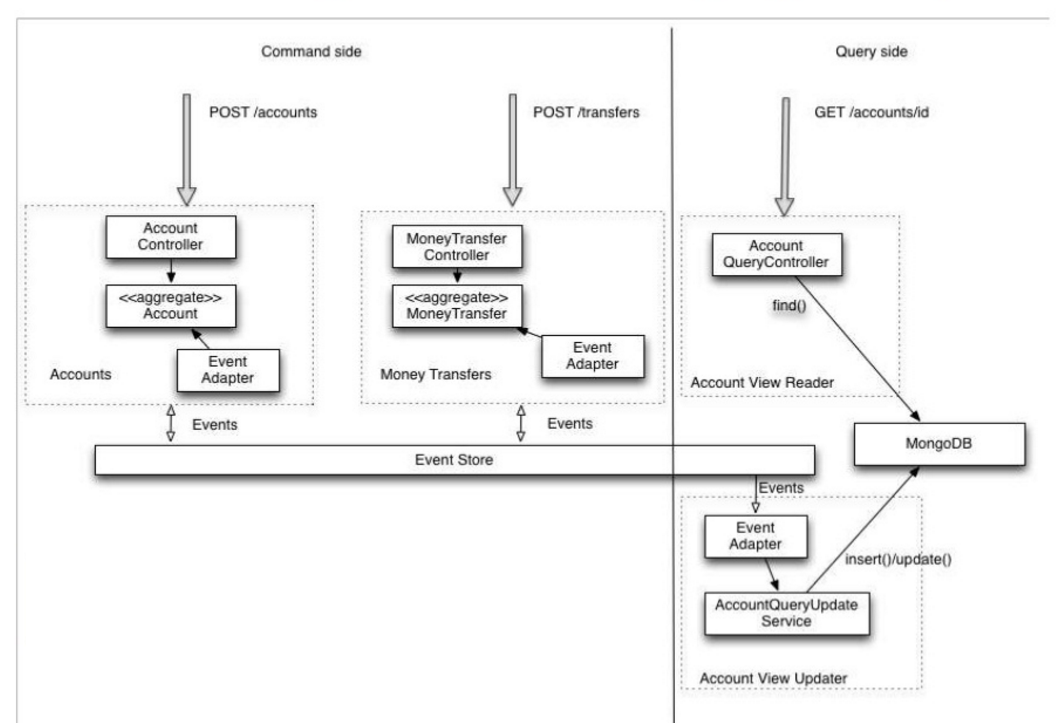 Command side
Query side
POST /accounts
POST /transfers
GET /accounts/id
Account
Controller
<<aggregate>>
Account
Event
Adapter
Accounts
MoneyTransfer
Controller
<<aggregate>>
MoneyTransfer
Event
Adapter
Money Transfers
Account
QueryController
find()
Account View Reader
MongoDB
Events
Events
Event Store
Events
Event
Adapter
insert()/update()
AccountQueryUpdate
Service
Account View Updater